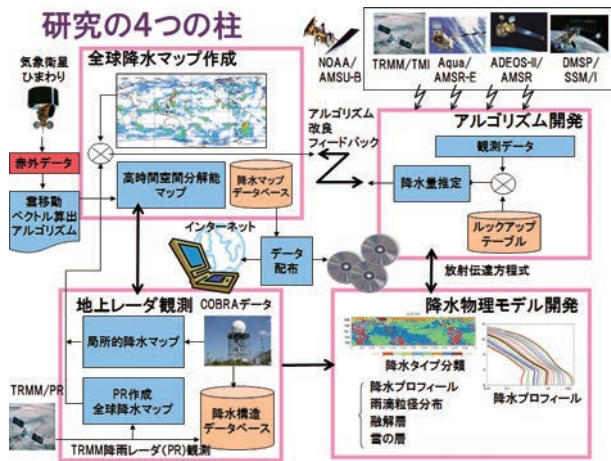 研究の4つの柱
気象衛星
ひまわり
赤外データ
雲移動
ベクトル算出
アルゴリズム
全球降水マップ作成
高時間空間分解能
マップ
降水マップ
データベース
NOAA/
AMSU-B
TRMM/TMI
Aqua/
AMSR-E
ADEOS-II/
AMSR
DMSP/
SSM/I
アルゴリズム
改良
フィードバック
アルゴリズム開発
観測データ
降水量推定
ルックアップ
テーブル
インターネット
データ
配布
放射伝達方程式
地上レーダ観測
COBRAデータ
局所的降水マップ
TRMM/PR
PR作成
全球降水マップ
降水構造
データベース
TRMM降雨レーダ(PR)観測
降水物理モデル開発
降水タイプ分類
降水プロフィール
雨滴粒径分布
融解層
雪の層
降水プロフィール